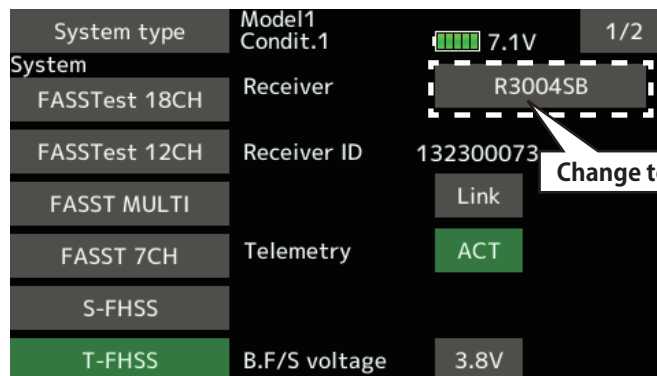 System type
Model1
Condit.1
7.1V
1/2
System
FASSTest 18CH
Receiver
R3004SB
FASSTest 12CH
Receiver ID
132300073
Change
FASST MULTI
Link
FASST 7CH
Telemetry
ACT
S-FHSS
T-FHSS
B.F/S voltage
3.8V